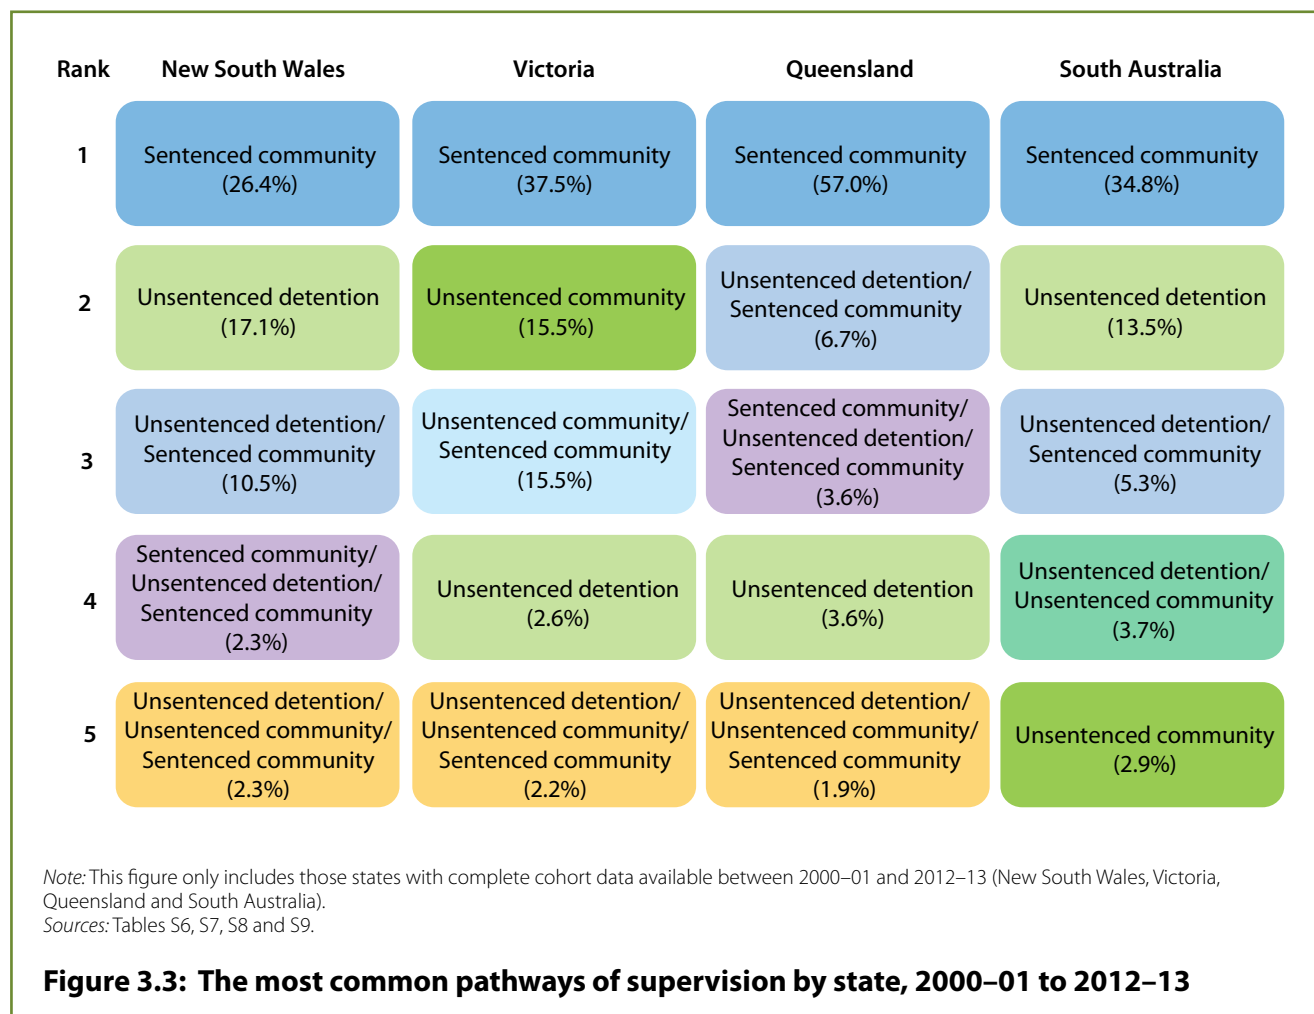 Rank New South Wales Victoria Queensland South Australia
1
Sentenced community
(26.4%)
Sentenced community
(37.5%)
Sentenced community
(57.0%)
Sentenced community
(34.8%)
2
Unsentenced detention
(17.1%)
Unsentenced community
(15.5%)
Unsentenced detention/
Sentenced community
(6.7%)
Unsentenced detention
(13.5%)
3
Unsentenced detention/
Sentenced community
(10.5%)
Unsentenced community/
Sentenced community
(15.5%)
Sentenced community/
Unsentenced detention/
Sentenced community
(3.6%)
Unsentenced detention/
Sentenced community
(5.3%)
4
Sentenced community/
Unsentenced detention/
Sentenced community
(2.3%)
Unsentenced detention
(2.6%)
Unsentenced detention
(3.6%)
Unsentenced detention/
Unsentenced community
(3.7%)
5
Unsentenced detention/
Unsentenced community/
Sentenced community
(2.3%)
Unsentenced detention/
Unsentenced community/
Sentenced community
(2.2%)
Unsentenced detention/
Unsentenced community/
Sentenced community
(1.9%)
Unsentenced community
(2.9%)
Note: This figure only includes those states with complete cohort data available between 2000–01 and 2012–13 (New South Wales, Victoria,
Queensland and South Australia).
Sources: Tables S6, S7, S8 and S9.
Figure 3.3: The most common pathways of supervision by state, 2000–01 to 2012–13